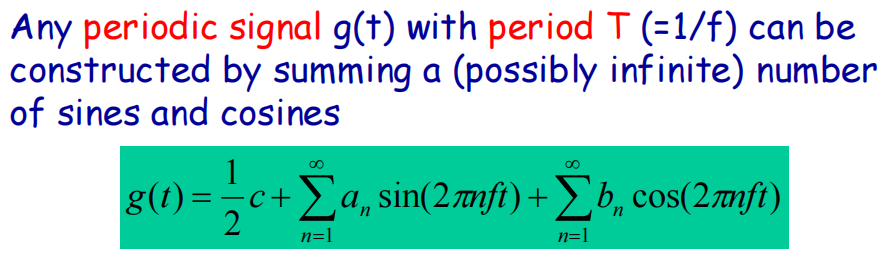 Any periodic signal g(t) with period T (=1/f) can be
constructed by summing a (possibly infinite) number
of sines and cosines
g(t) = \frac{1}{2}c + \sum_{n=1}^{\infty} a_n \sin(2\pi nft) + \sum_{n=1}^{\infty} b_n \cos(2\pi nft)